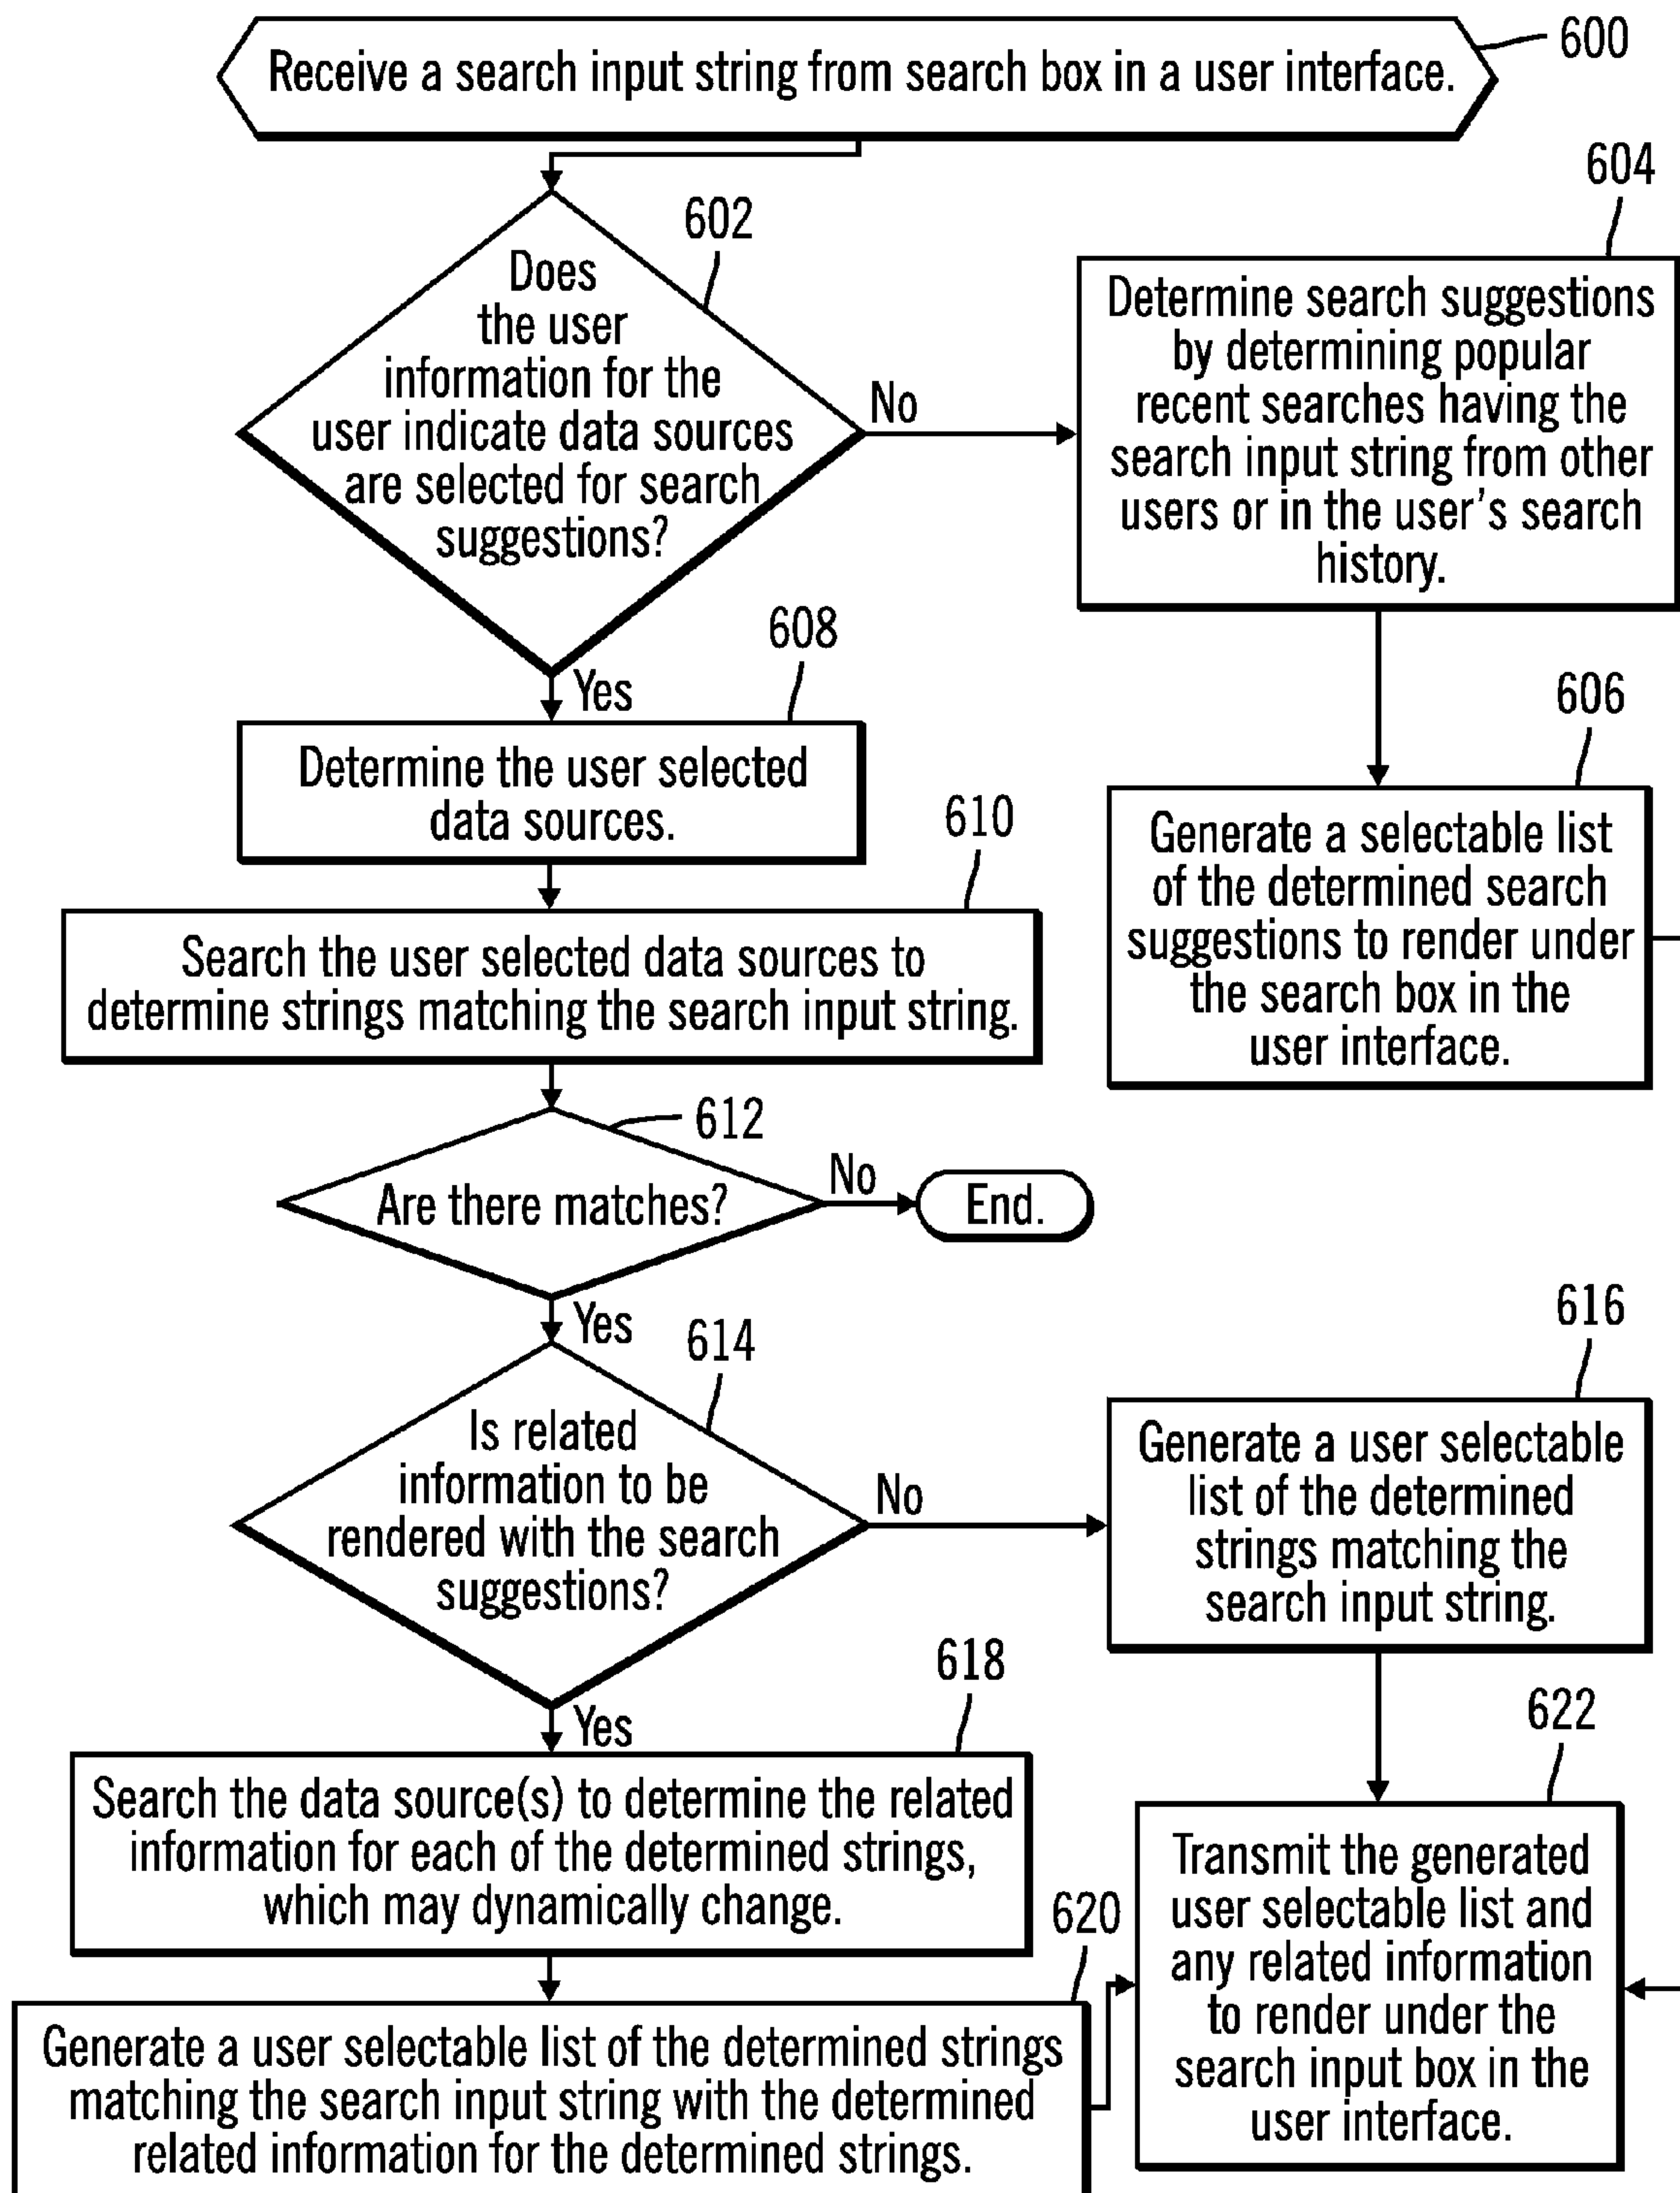 Receive a search input string from search box in a user interface.
600
602
Does
the user
information for the
user indicate data sources
are selected for search
suggestions?
No
Yes
604
Determine search suggestions
by determining popular
recent searches having the
search input string from other
users or in the user's search
history.
606
Generate a selectable list
of the determined search
suggestions to render under
the search box in the
user interface.
608
Determine the user selected
data sources.
610
Search the user selected data sources to
determine strings matching the search input string.
612
Are there matches?
No
End.
Yes
614
Is related
information to be
rendered with the search
suggestions?
No
Yes
616
Generate a user selectable
list of the determined
strings matching the
search input string.
618
Search the data source(s) to determine the related
information for each of the determined strings,
which may dynamically change.
620
Generate a user selectable list of the determined strings
matching the search input string with the determined
related information for the determined strings.
622
Transmit the generated
user selectable list and
any related information
to render under the
search input box in the
user interface.